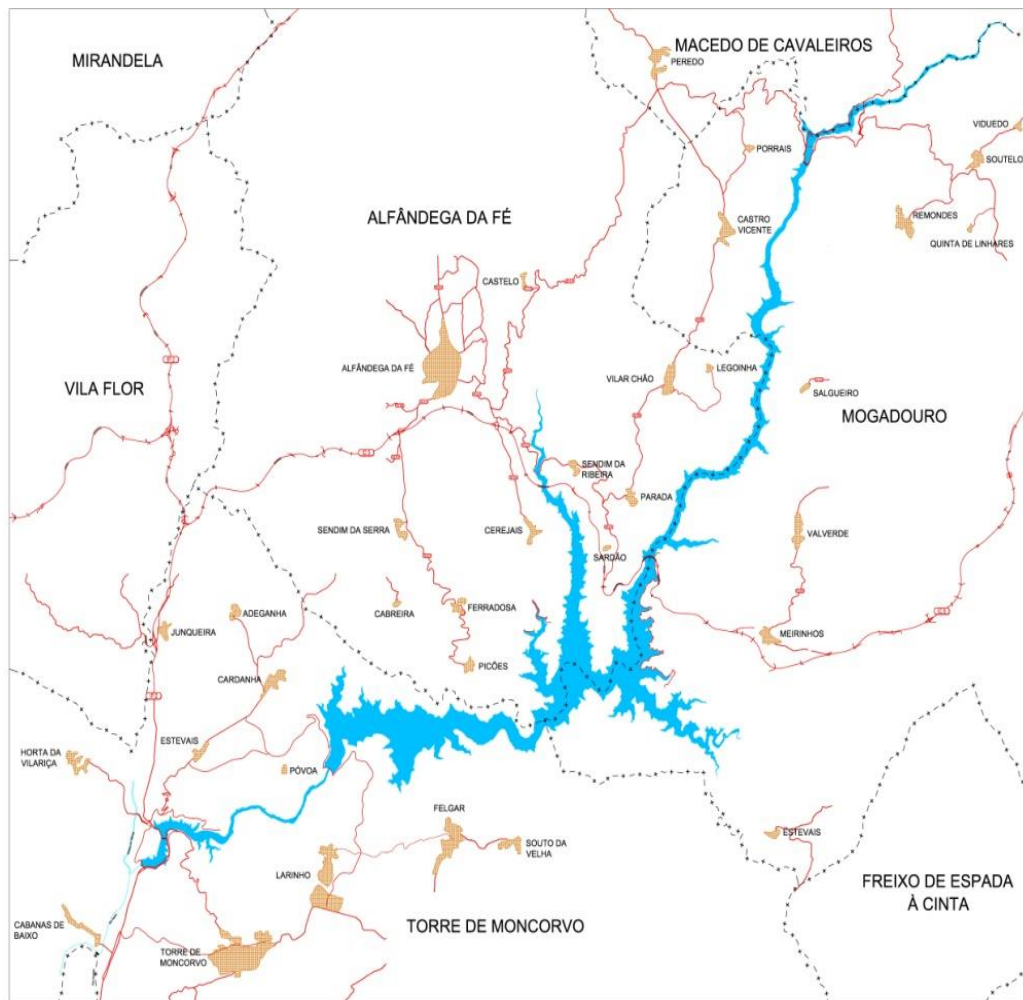 MIRANDELA
MACEDO DE CAVALEIROS
PEREDO
VIDUEDO
PORRAIS
SOUTELO
ALFÂNDEGA DA FÉ
CASTRO
VICENTE
REMONDES
QUINTA DE LINHARES
CASTELO
ALFÂNDEGA DA FÉ
VILAR CHÃO
LEGOINHA
VILA FLOR
SALGUEIRO
MOGADOURO
SENDIM DA
RIBEIRA
PARADA
SENDIM DA SERRA
CEREJAIS
VALVERDE
SARDÃO
ADEGANHA
CABREIRA
FERRADOSA
JUNQUEIRA
MEIRINHOS
PICÕES
CARDANHA
HORTA DA
VILARIÇA
ESTEVAIS
PÓVOA
FELGAR
ESTEVAIS
SOUTO DA
VELHA
LARINHO
FREIXO DE ESPADA
À CINTA
CABANAS DE
BAIXO
TORRE DE MONCORVO
TORRE DE
MONCORVO